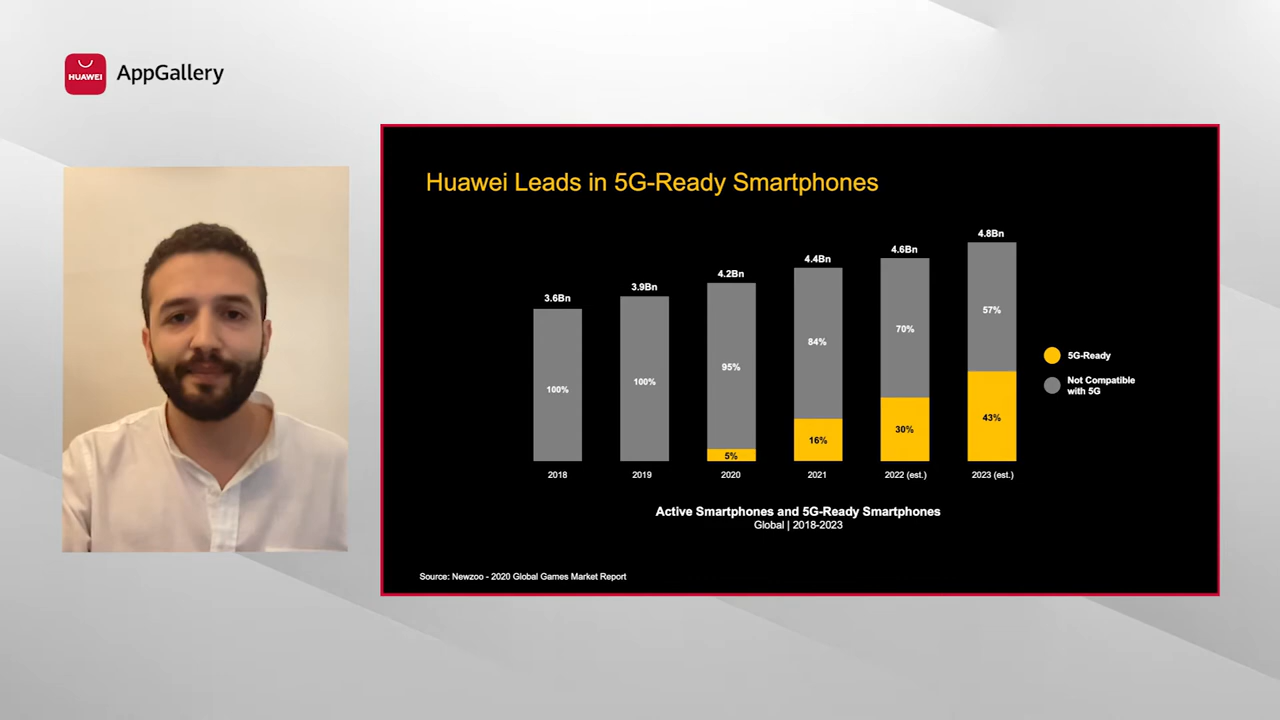 HUAWEI
AppGallery
Huawei Leads in 5G-Ready Smartphones
3.6Bn
3.9Bn
4.2Bn
4.4Bn
4.6Bn
4.8Bn
100%
100%
95%
84%
70%
57%
5%
16%
30%
43%
2018
2019
2020
2021
2022 (est.)
2023 (est.)
5G-Ready
Not Compatible
with 5G
Active Smartphones and 5G-Ready Smartphones
Global | 2018-2023
Source: Newzoo - 2020 Global Games Market Report